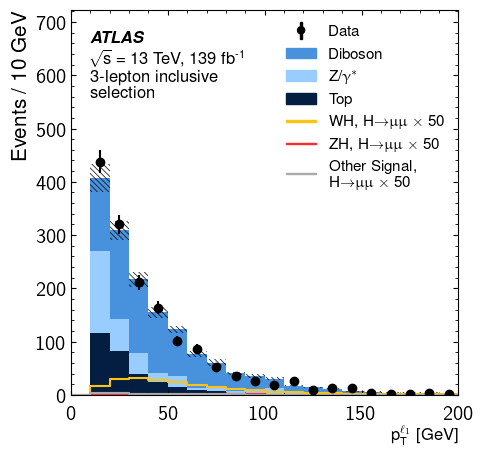 700
600
500
400
300
200
100
0
Events / 10 GeV
ATLAS
√s = 13 TeV, 139 fb⁻¹
3-lepton inclusive
selection
Data
Diboson
Z/γ*
Top
WH, H→μμ × 50
ZH, H→μμ × 50
Other Signal,
H→μμ × 50
0 50 100 150 200
p_T^ℓ₁ [GeV]